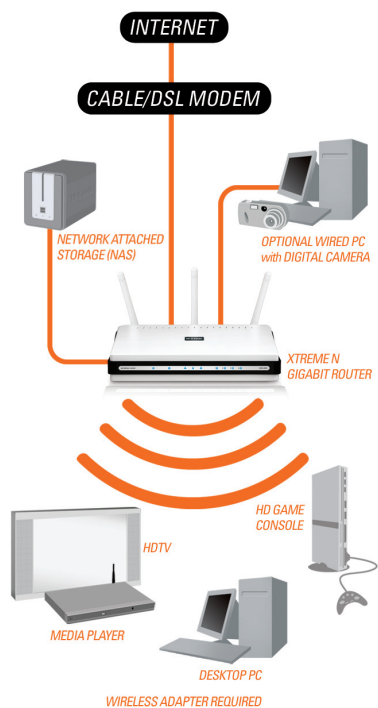 INTERNET
CABLE/DSL MODEM
NETWORK ATTACHED
STORAGE (NAS)
OPTIONAL WIRED PC
with DIGITAL CAMERA
XTREME N
GIGABIT ROUTER
HD GAME
CONSOLE
HDTV
MEDIA PLAYER
DESKTOP PC
WIRELESS ADAPTER REQUIRED